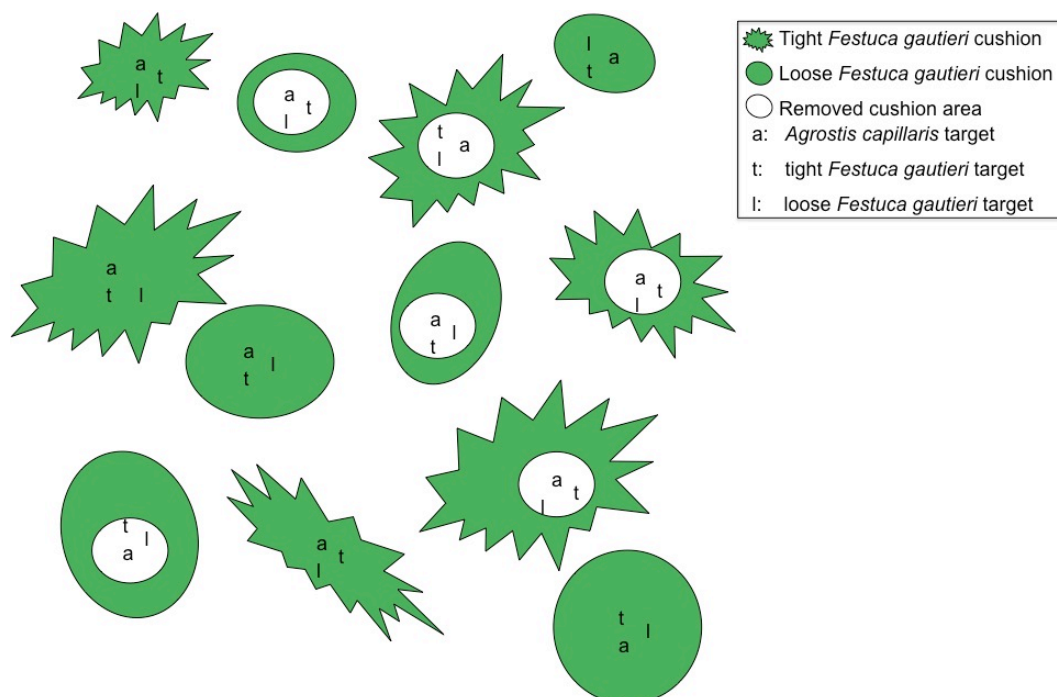 a
t
l
a
t
l
t
a
l
l
a
t
Tight Festuca gautieri cushion
Loose Festuca gautieri cushion
Removed cushion area
a: Agrostis capillaris target
t: tight Festuca gautieri target
l: loose Festuca gautieri target
a
t l
a
l
t
a
l
t
a
t
l
t
l
a
a
t
l
a
t
l
t
l
a